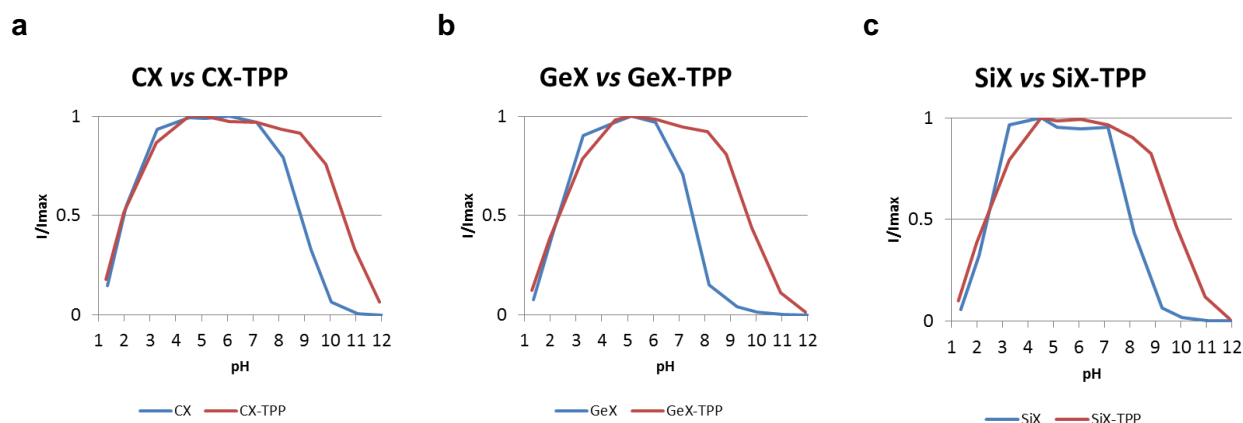 a
CX vs CX-TPP
1
0.5
0
I/Imax
1 2 3 4 5 6 7 8 9 10 11 12
pH
CX CX-TPP
b
GeX vs GeX-TPP
1
0.5
0
I/Imax
1 2 3 4 5 6 7 8 9 10 11 12
pH
GeX GeX-TPP
c
SiX vs SiX-TPP
1
0.5
0
I/Imax
1 2 3 4 5 6 7 8 9 10 11 12
pH
SiX SiX-TPP